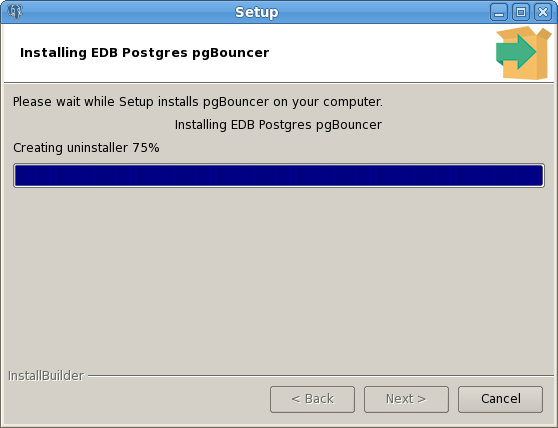 Setup
Installing EDB Postgres pgBouncer
Please wait while Setup installs pgBouncer on your computer.
Installing EDB Postgres pgBouncer
Creating uninstaller 75%
InstallBuilder
< Back
Next >
Cancel